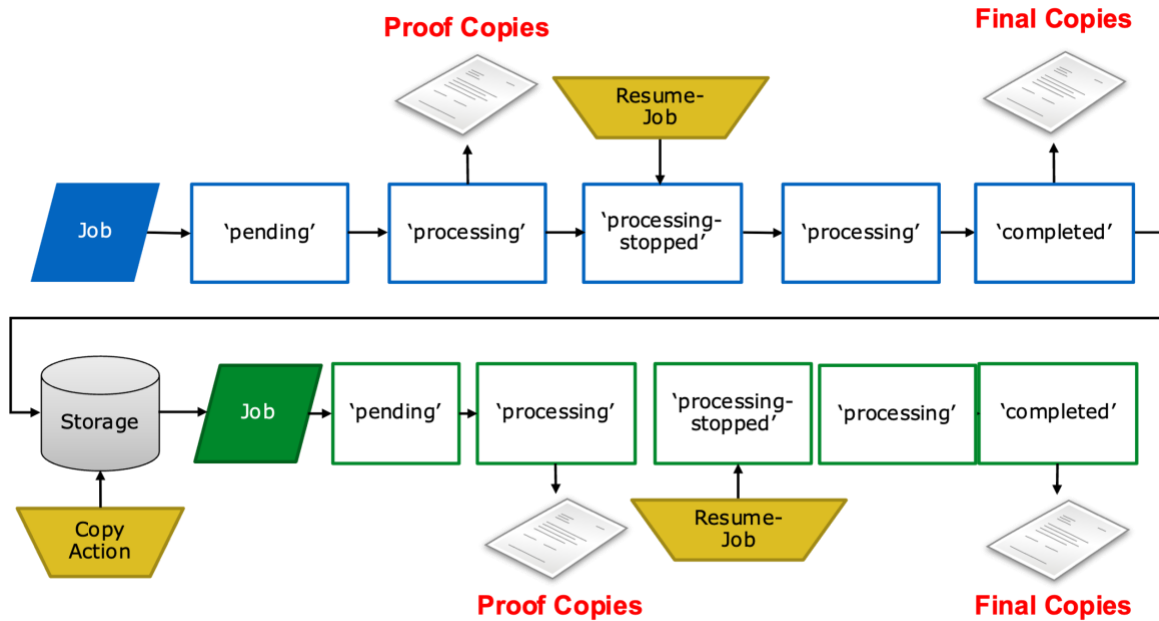 Proof Copies
Final Copies
Resume-
Job
Job
‘pending’
‘processing’
‘processing-
stopped’
‘processing’
‘completed’
Storage
Job
‘pending’
‘processing’
‘processing-
stopped’
‘processing’
‘completed’
Copy
Action
Resume-
Job
Proof Copies
Final Copies